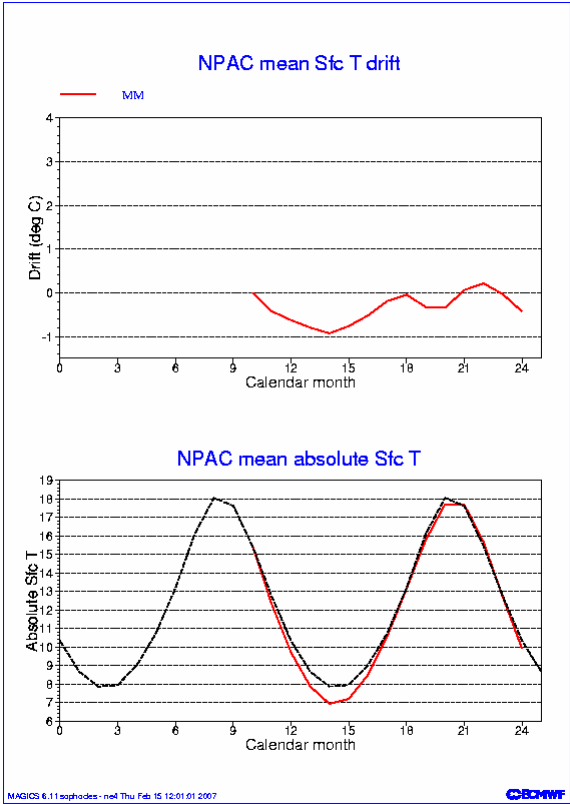 NPAC mean Sfc T drift
MM
Drift (deg C)
4
3
2
1
0
-1
0 3 6 9 12 15 18 21 24
Calendar month
NPAC mean absolute Sfc T
Absolute Sfc T
19
18
17
16
15
14
13
12
11
10
9
8
7
6
0 3 6 9 12 15 18 21 24
Calendar month
MAGICS 6.11 sophocles - ne4 Thu Feb 15 12:01:01 2007
ECMWF